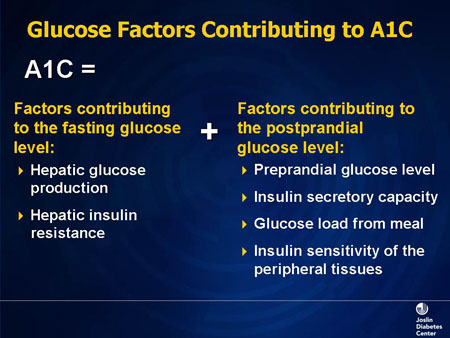 Glucose Factors Contributing to A1C
A1C =
Factors contributing
to the fasting glucose
level:
Hepatic glucose
production
Hepatic insulin
resistance
+
Factors contributing to
the postprandial
glucose level:
Preprandial glucose level
Insulin secretory capacity
Glucose load from meal
Insulin sensitivity of the
peripheral tissues
Joslin
Diabetes
Center